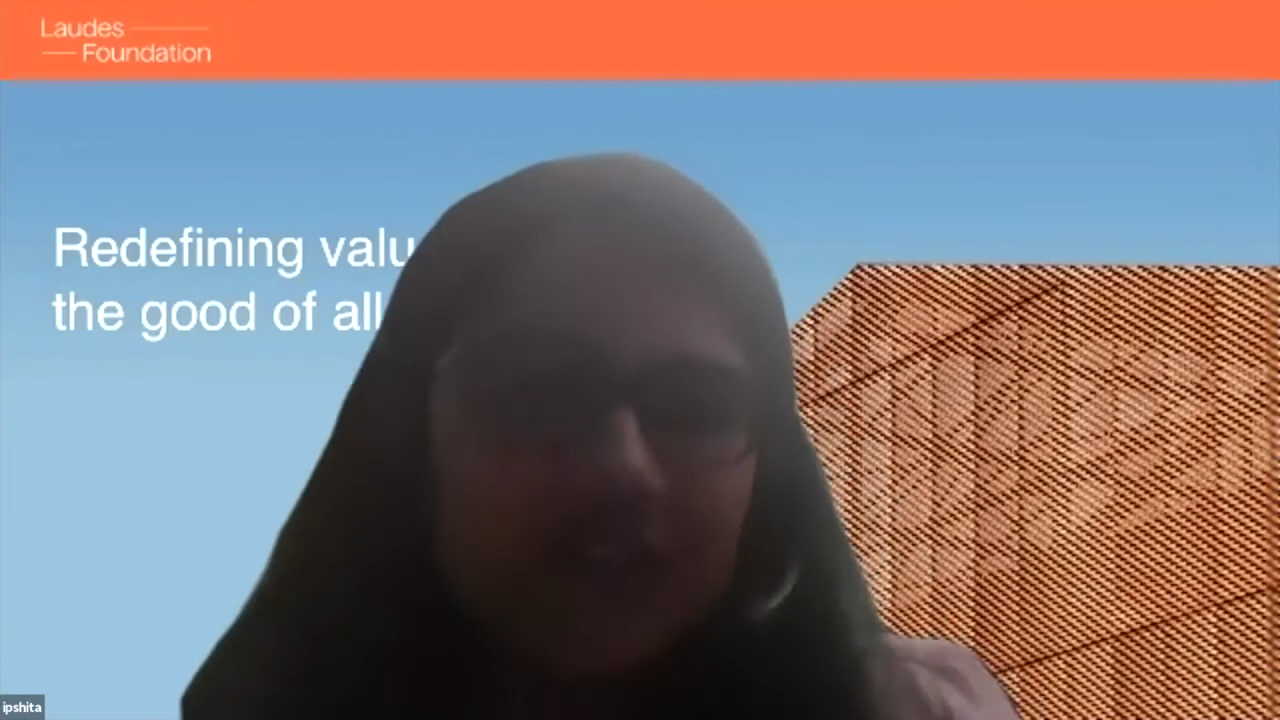 Laudes
Foundation
Redefining valu
the good of all
ipshita